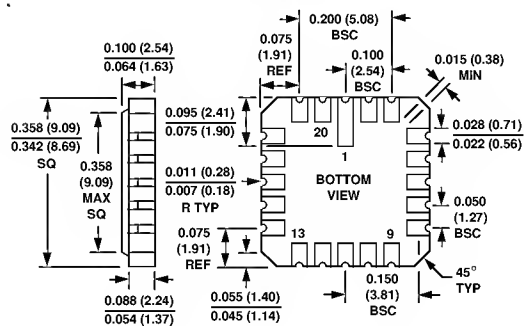 0.200 (5.08)
BSC
0.100 (2.54)
0.064 (1.63)
0.075
(1.91)
REF
0.100
(2.54)
BSC
0.015 (0.38)
MIN
0.358 (9.09)
0.342 (8.69)
SQ
0.358
(9.09)
MAX
SQ
0.095 (2.41)
0.075 (1.90)
0.011 (0.28)
0.007 (0.18)
R TYP
0.075
(1.91)
REF
20
1
BOTTOM
VIEW
13
9
0.028 (0.71)
0.022 (0.56)
0.050
(1.27)
BSC
45°
TYP
0.088 (2.24)
0.054 (1.37)
0.055 (1.40)
0.045 (1.14)
0.150
(3.81)
BSC